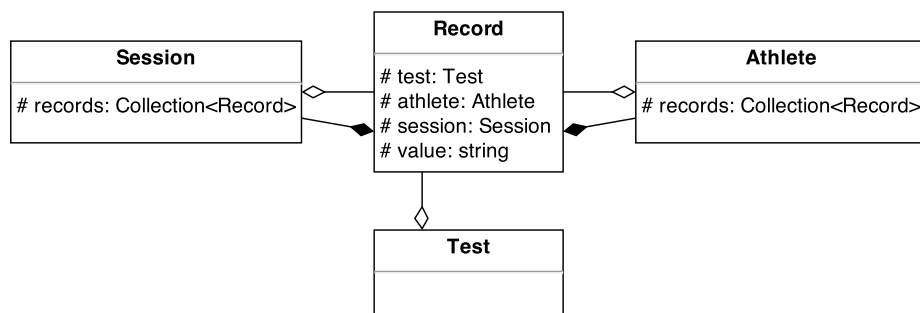 Session
# records: Collection<Record>
Record
# test: Test
# athlete: Athlete
# session: Session
# value: string
Athlete
# records: Collection<Record>
Test